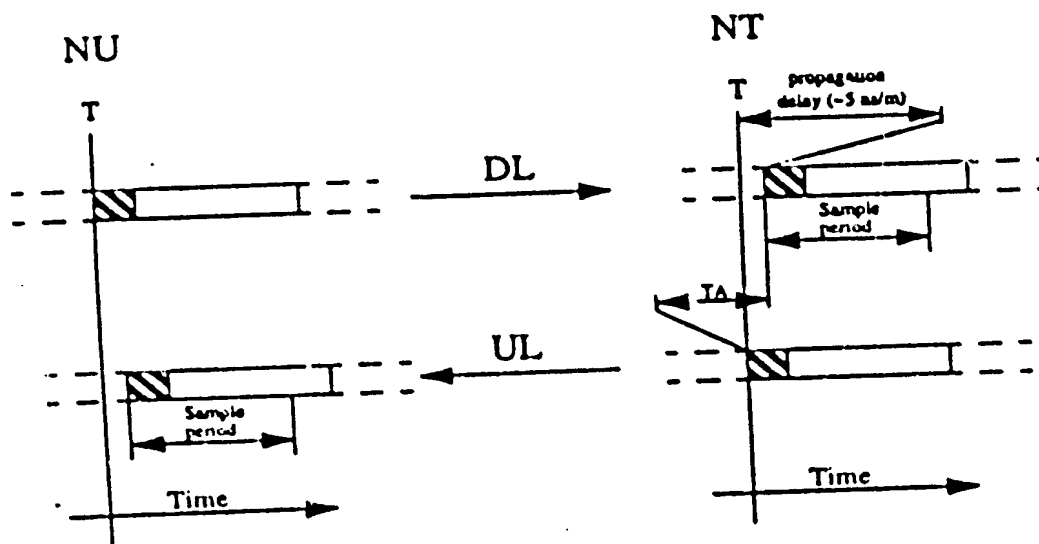 NU
NT
T
T
propagation
delay (~5 ns/m)
DL
Sample
period
TA
UL
Sample
period
Time
Time